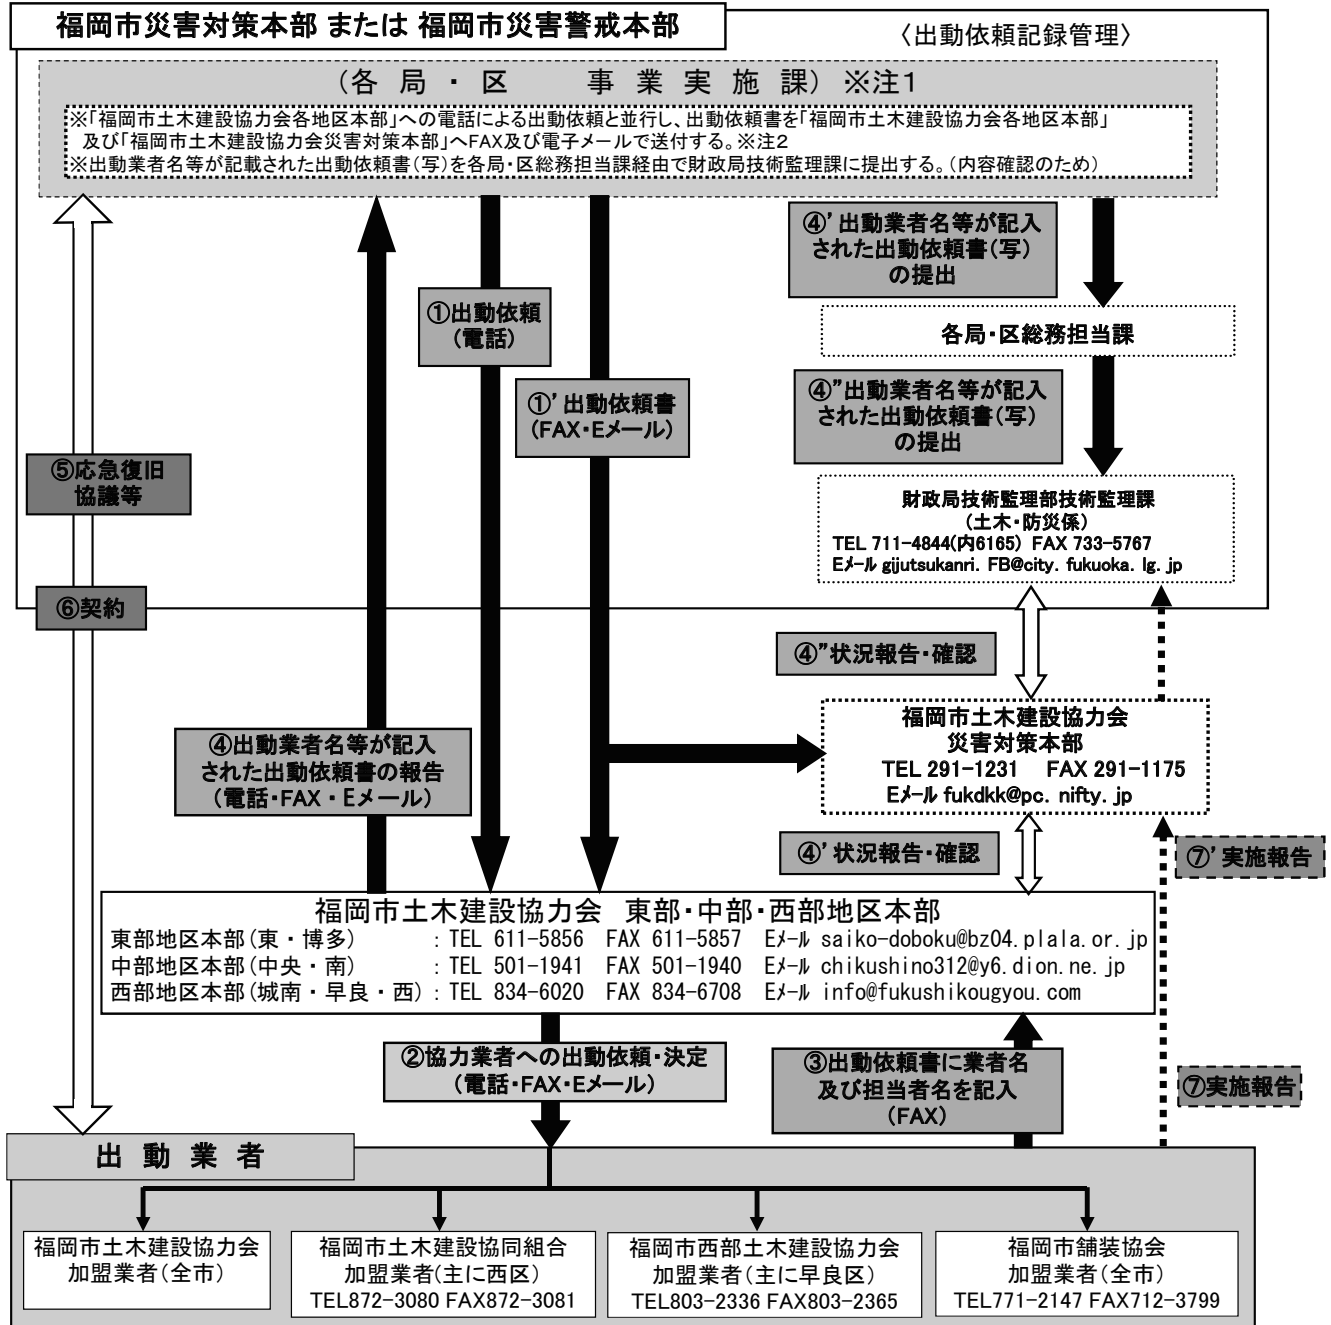 福岡市災害対策本部 または 福岡市災害警戒本部
〈出動依頼記録管理〉
(各 局 ・ 区　　事 業 実 施 課) ※注1
※「福岡市土木建設協力会各地区本部」への電話による出動依頼と並行し、出動依頼書を「福岡市土木建設協力会各地区本部」
及び「福岡市土木建設協力会災害対策本部」へFAX及び電子メールで送付する。※注2
※出動業者名等が記載された出動依頼書(写)を各局・区総務担当課経由で財政局技術監理課に提出する。(内容確認のため)
④’出動業者名等が記入
された出動依頼書(写)
の提出
①出動依頼
(電話)
各局・区総務担当課
①’出動依頼書
(FAX・Eメール)
④”出動業者名等が記入
された出動依頼書(写)
の提出
⑤応急復旧
協議等
財政局技術監理部技術監理課
(土木・防災係)
TEL 711-4844(内6165) FAX 733-5767
Eメール gijutsukanri. FB@city. fukuoka. lg. jp
⑥契約
④”状況報告・確認
福岡市土木建設協力会
災害対策本部
TEL 291-1231 FAX 291-1175
Eメール fukdkk@pc. nifty. jp
④出動業者名等が記入
された出動依頼書の報告
(電話・FAX・Eメール)
④’状況報告・確認
⑦’実施報告
福岡市土木建設協力会 東部・中部・西部地区本部
東部地区本部(東・博多) : TEL 611-5856 FAX 611-5857 Eメール saiko-doboku@bz04.plala.or.jp
中部地区本部(中央・南) : TEL 501-1941 FAX 501-1940 Eメール chikushino312@y6.dion.ne.jp
西部地区本部(城南・早良・西) : TEL 834-6020 FAX 834-6708 Eメール info@fukushikougyou.com
②協力業者への出動依頼・決定
(電話・FAX・Eメール)
③出動依頼書に業者名
及び担当者名を記入
(FAX)
⑦実施報告
出 動 業 者
福岡市土木建設協力会
加盟業者(全市)
福岡市土木建設協同組合
加盟業者(主に西区)
TEL872-3080 FAX872-3081
福岡市西部土木建設協力会
加盟業者(主に早良区)
TEL803-2336 FAX803-2365
福岡市舗装協会
加盟業者(全市)
TEL771-2147 FAX712-3799